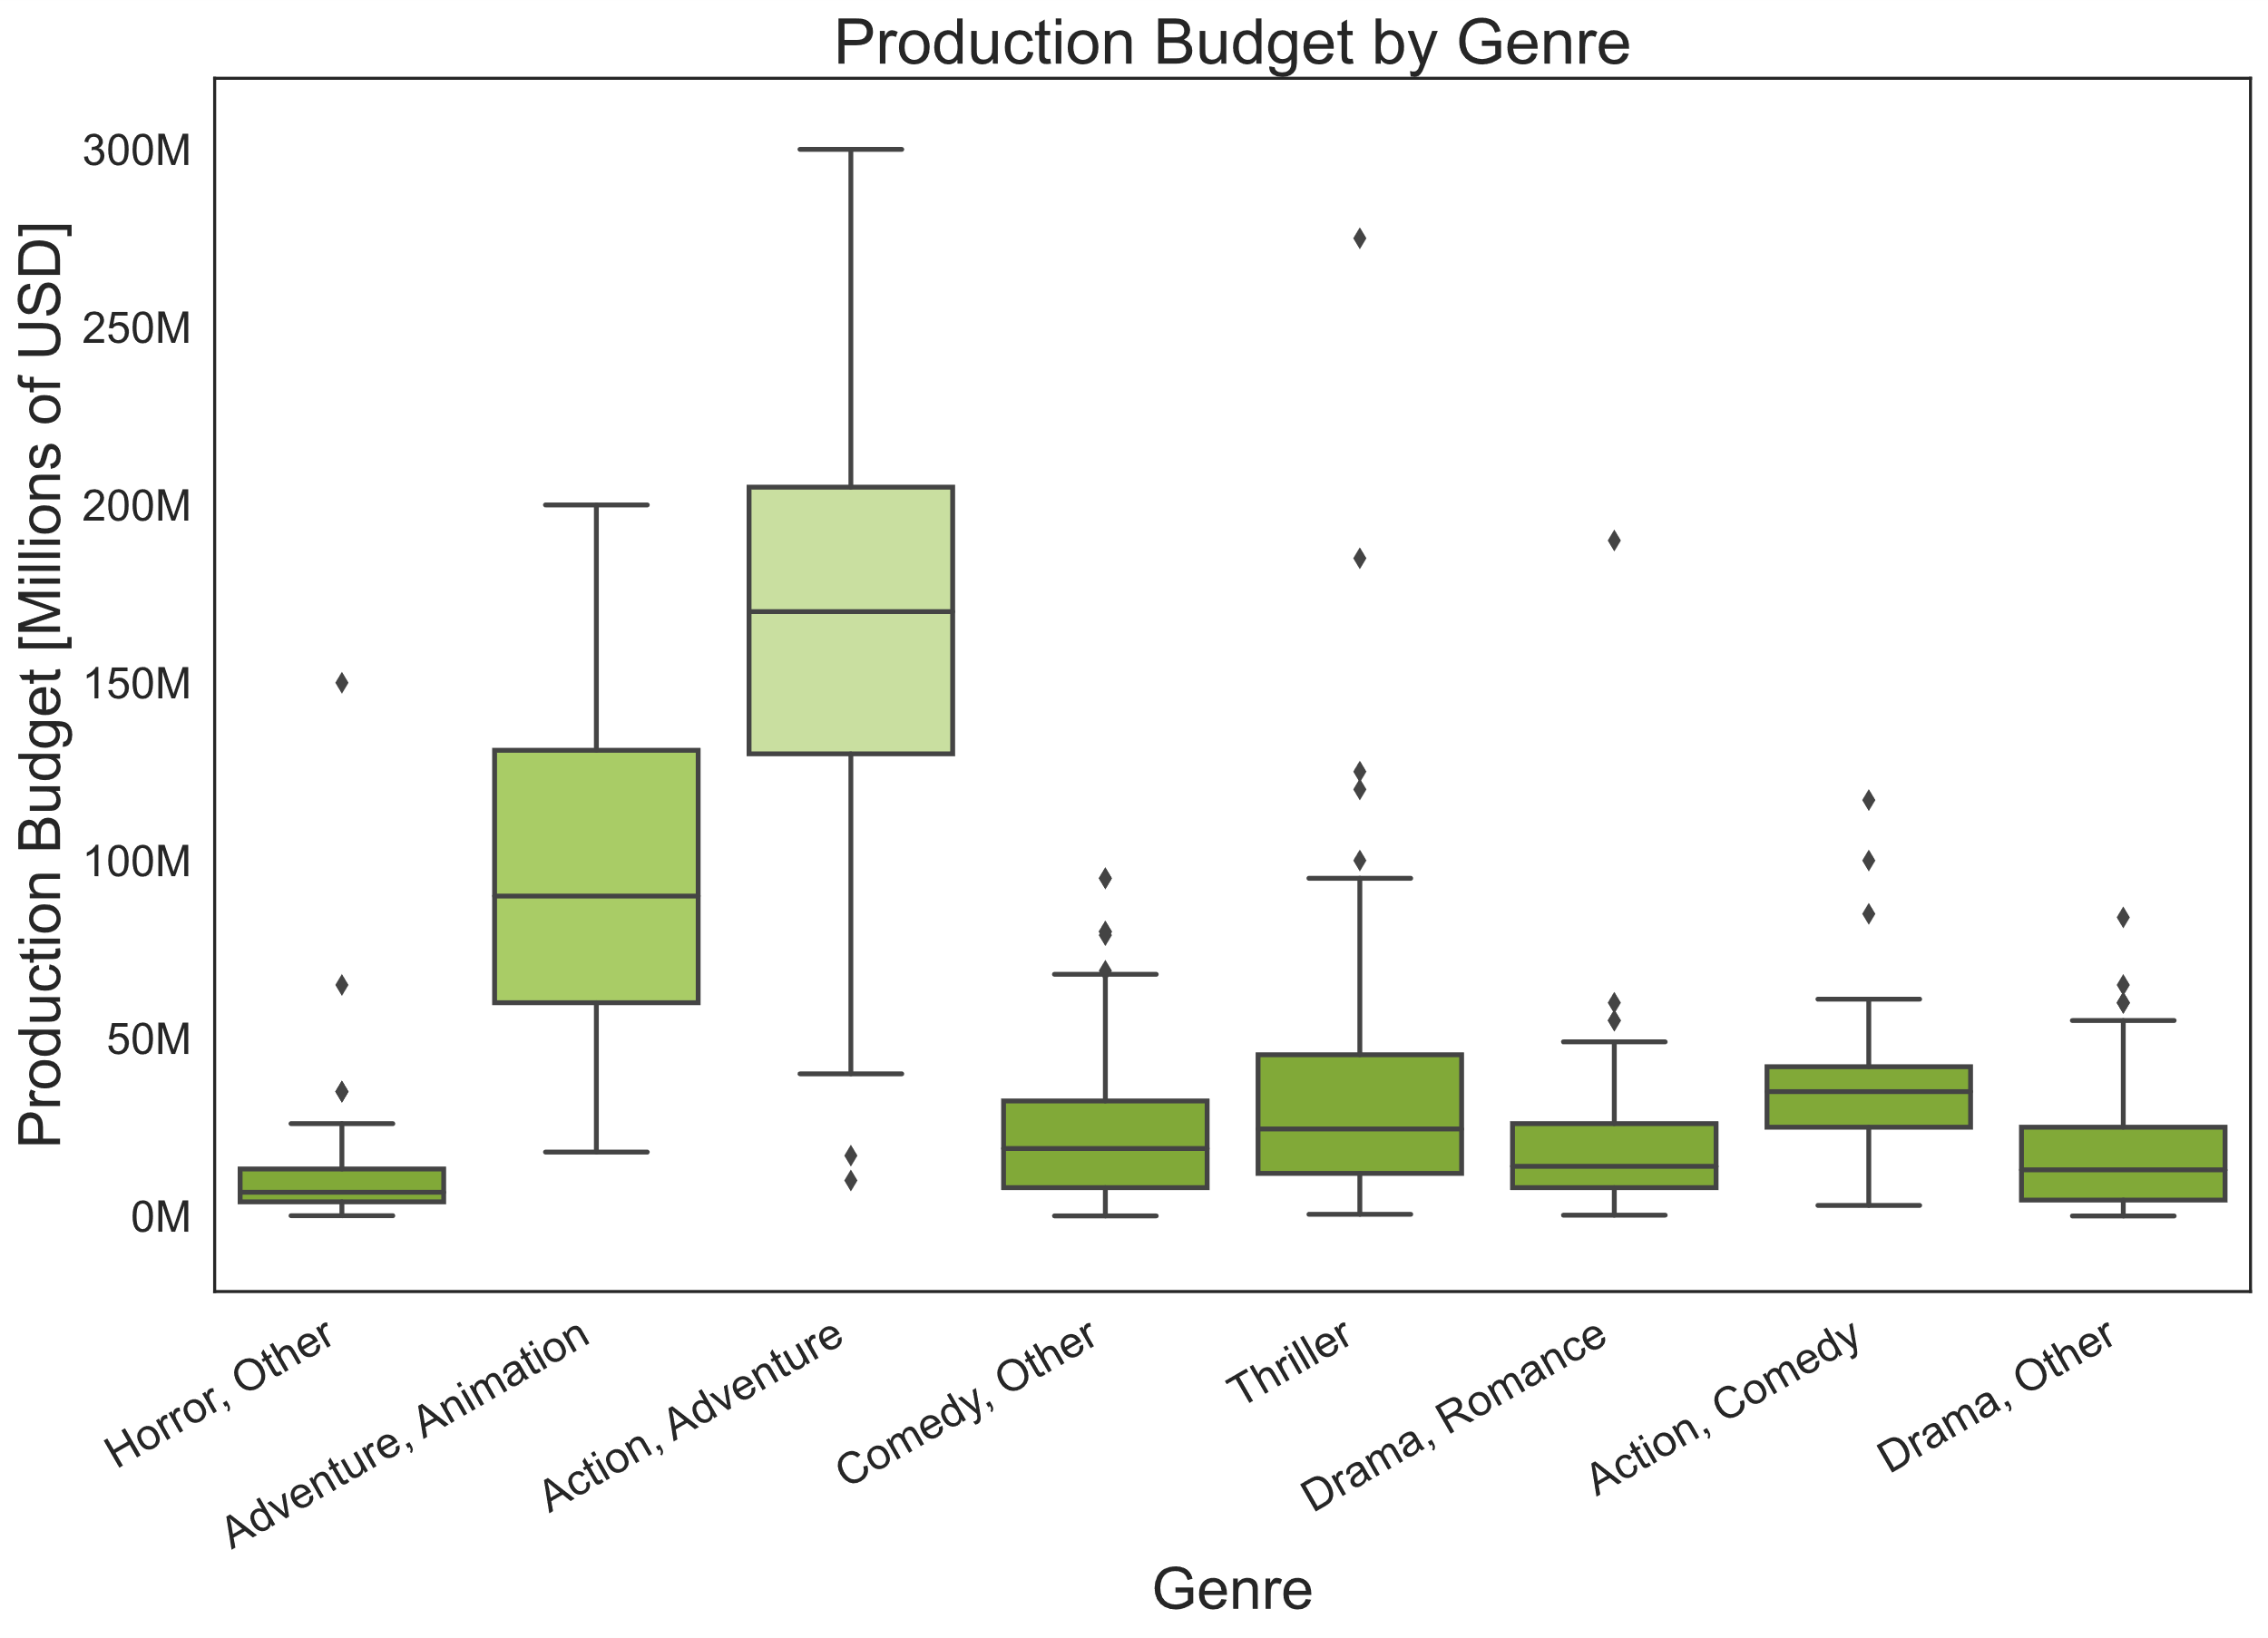 Production Budget by Genre
Production Budget [Millions of USD]
300M
250M
200M
150M
100M
50M
0M
Horror, Other
Adventure, Animation
Action, Adventure
Comedy, Other
Thriller
Drama, Romance
Action, Comedy
Drama, Other
Genre